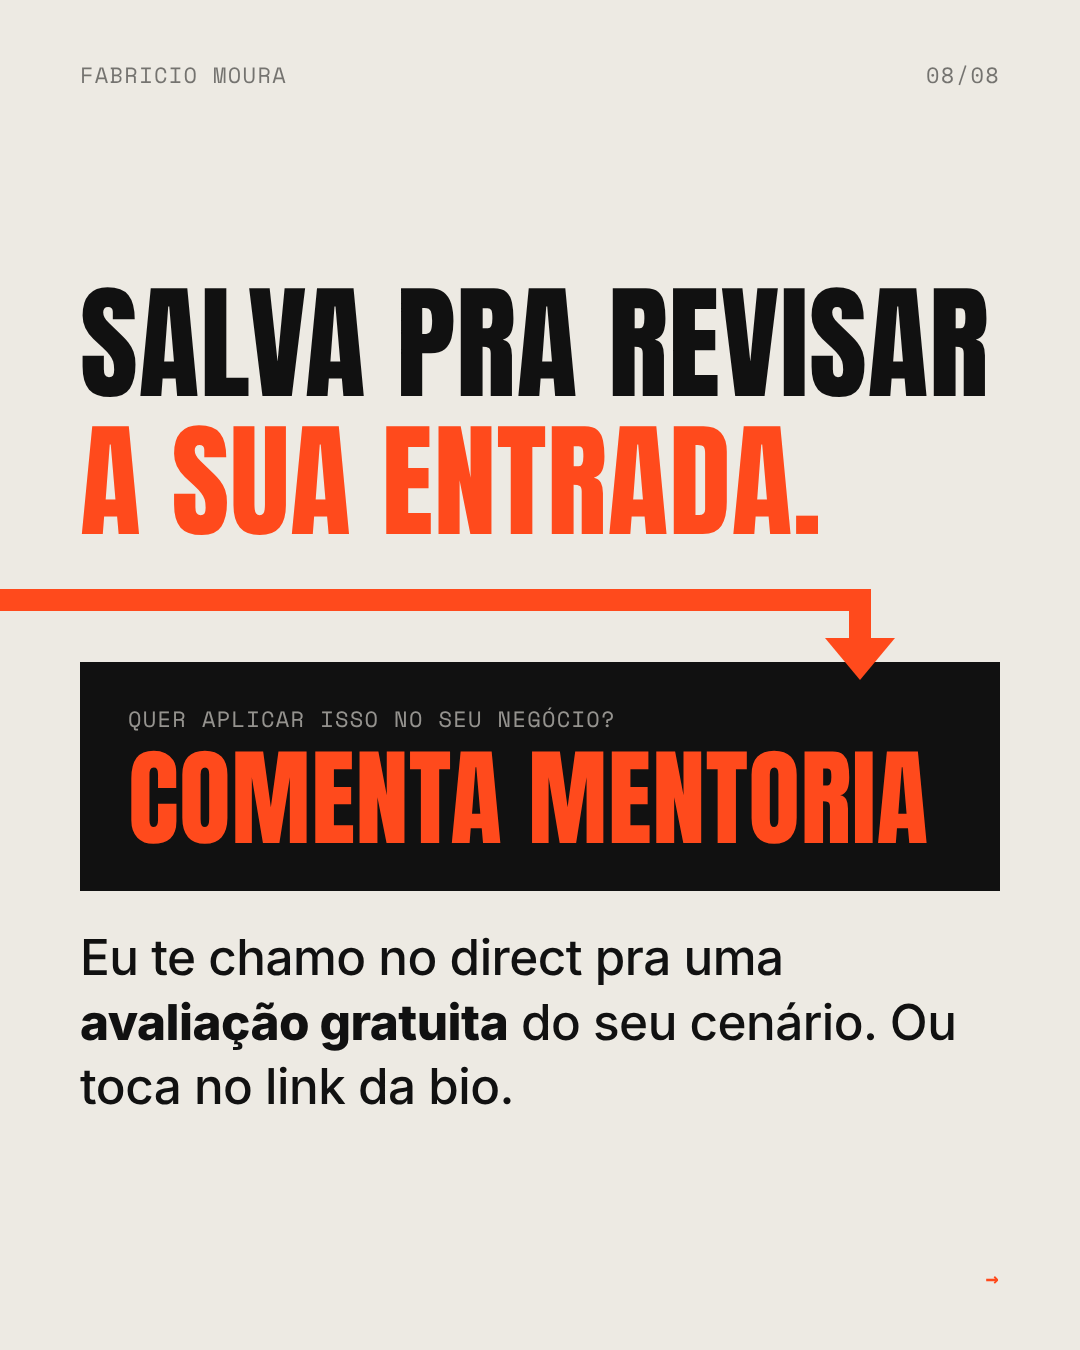 FABRICIO MOURA
08/08
SALVA PRA REVISAR
A SUA ENTRADA.
QUER APLICAR ISSO NO SEU NEGÓCIO?
COMENTA MENTORIA
Eu te chamo no direct pra uma
avaliação gratuita do seu cenário. Ou
toca no link da bio.
→